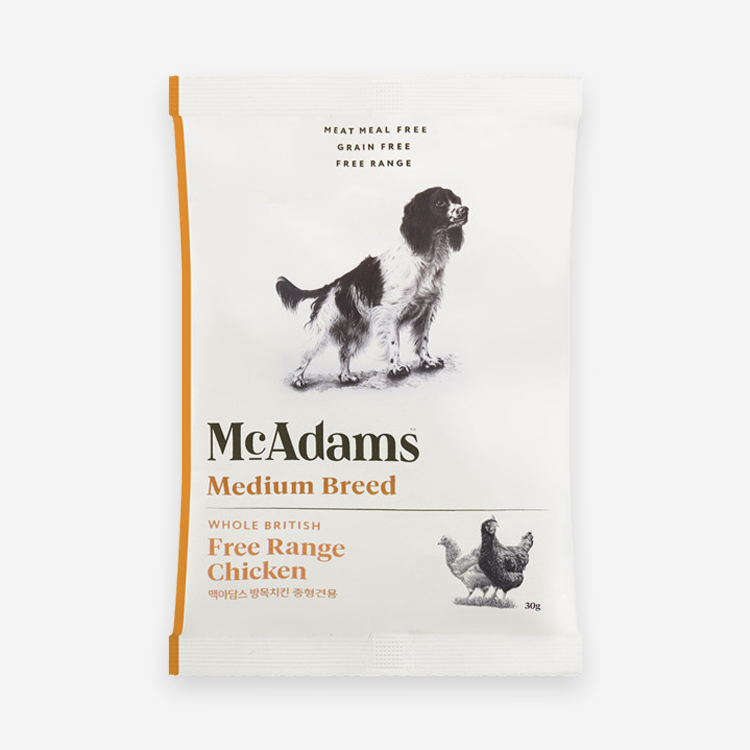 MEAT MEAL FREE
GRAIN FREE
FREE RANGE
McAdams™
Medium Breed
WHOLE BRITISH
Free Range
Chicken
맥아담스 방목치킨 중형견용
30g